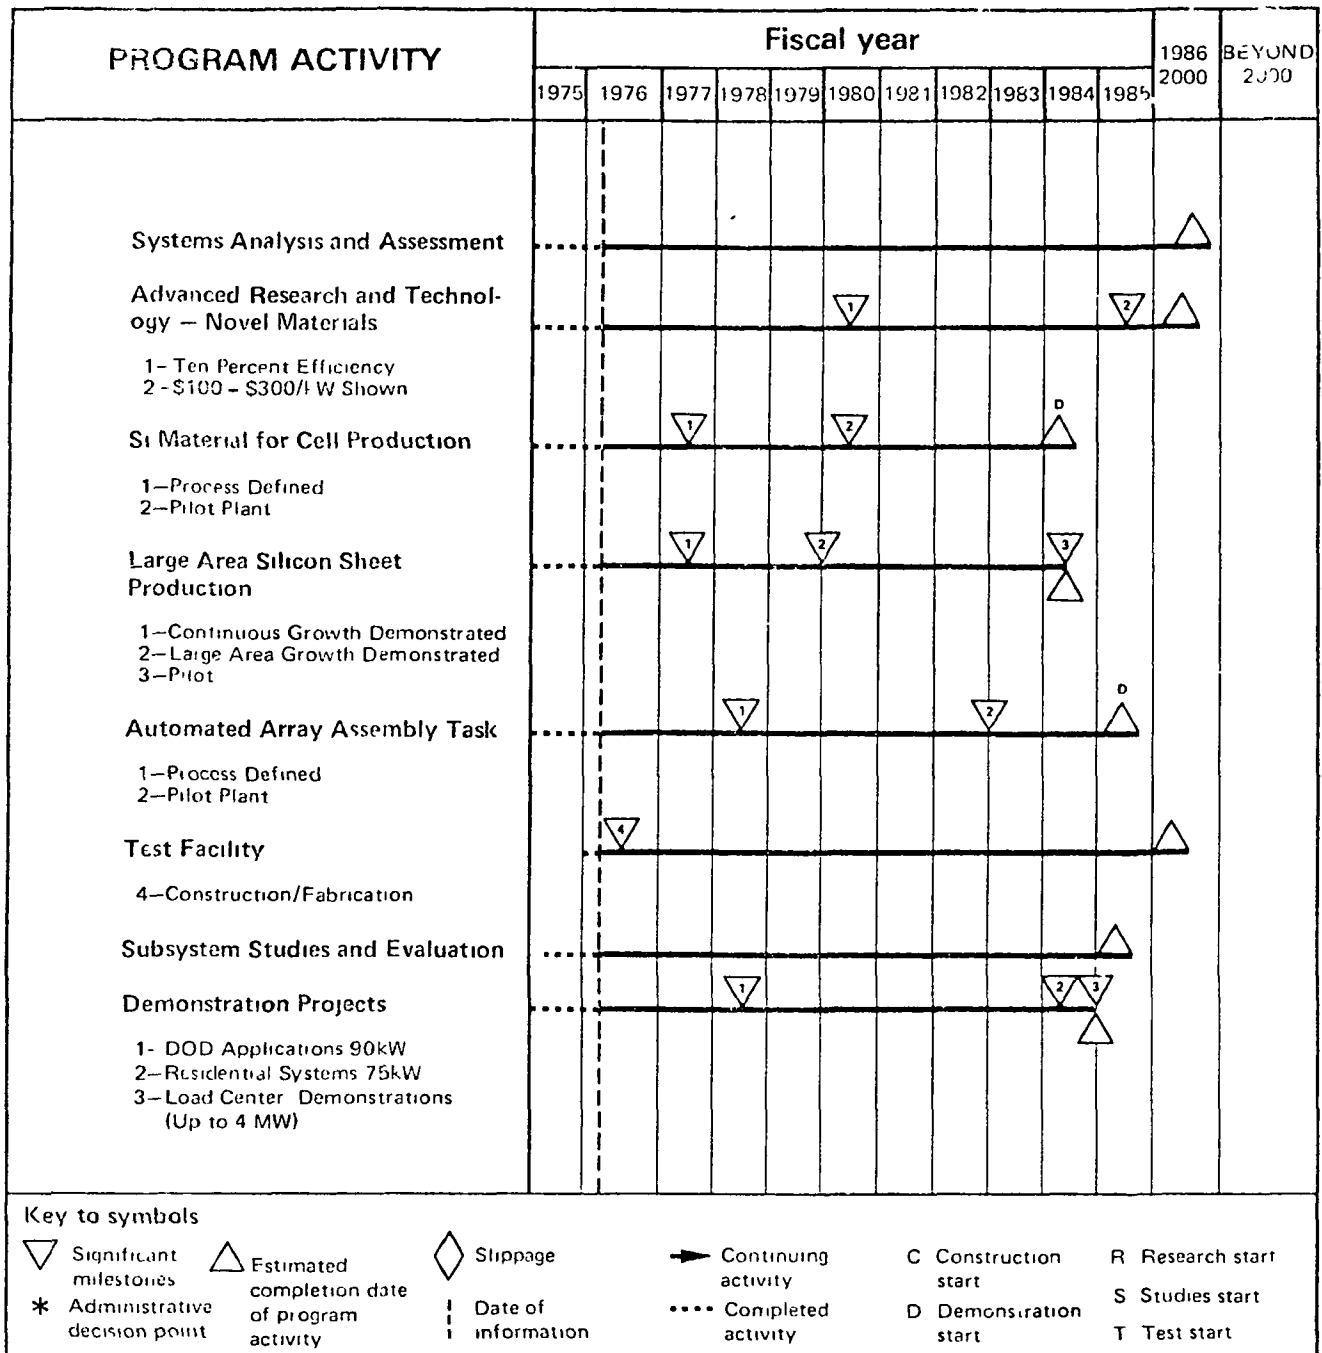 PROGRAM ACTIVITY
Fiscal year
1986
2000
BEYOND
2000
1975 1976 1977 1978 1979 1980 1981 1982 1983 1984 1985
Systems Analysis and Assessment
Advanced Research and Technol-
ogy — Novel Materials
1 2
1- Ten Percent Efficiency
2 -$100 - $300/kW Shown
D
Si Material for Cell Production
1 2
1—Process Defined
2—Pilot Plant
1 2 3
Large Area Silicon Sheet
Production
1—Continuous Growth Demonstrated
2—Large Area Growth Demonstrated
3—Pilot
D
1 2
Automated Array Assembly Task
1—Process Defined
2—Pilot Plant
4
Test Facility
4—Construction/Fabrication
Subsystem Studies and Evaluation
1 2 3
Demonstration Projects
1- DOD Applications 90kW
2—Residential Systems 75kW
3—Load Center Demonstrations
(Up to 4 MW)
Key to symbols
Significant
milestones
Estimated
completion date
of program
activity
Slippage
Continuing
activity
C Construction
start
R Research start
* Administrative
decision point
Date of
information
Completed
activity
D Demonstration
start
S Studies start
T Test start